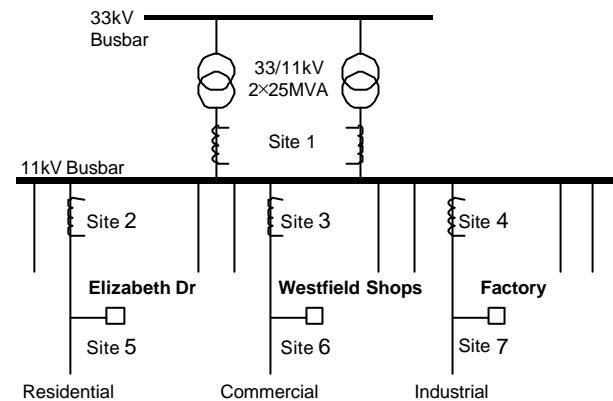 33kV
Busbar
33/11kV
2×25MVA
Site 1
11kV Busbar
Site 2
Site 3
Site 4
Elizabeth Dr
Westfield Shops
Factory
Site 5
Site 6
Site 7
Residential
Commercial
Industrial